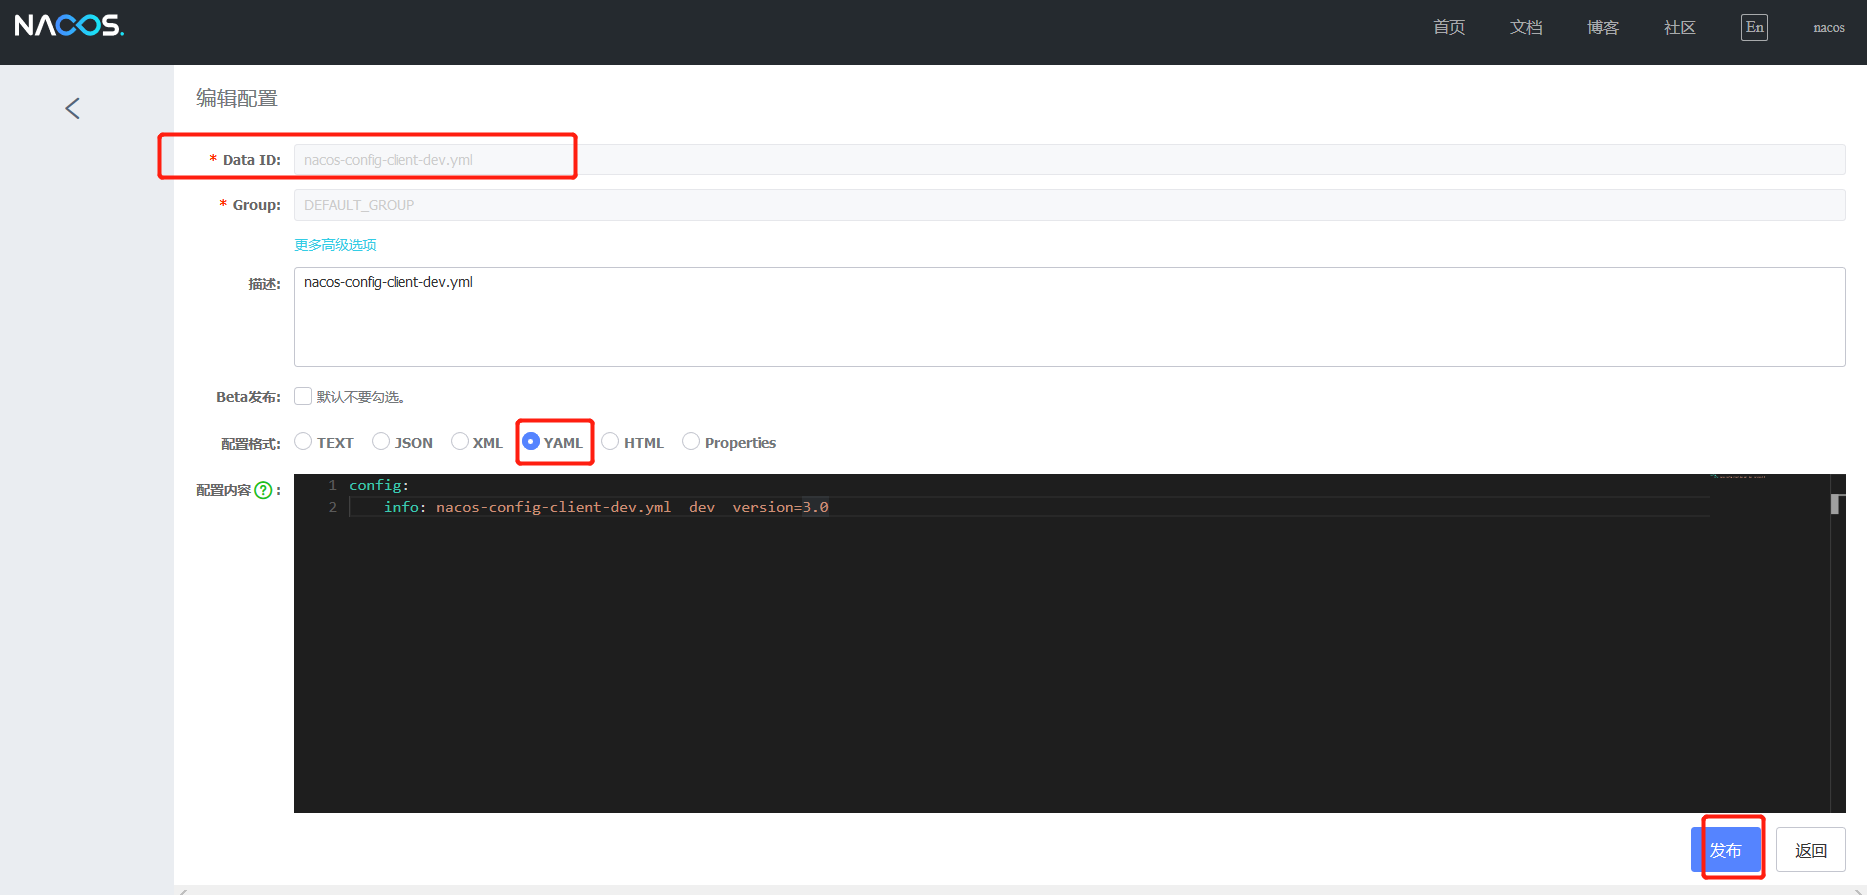 NACOS.
首页 文档 博客 社区 En nacos
编辑配置
* Data ID: nacos-config-client-dev.yml
* Group: DEFAULT_GROUP
更多高级选项
描述: nacos-config-client-dev.yml
Beta发布: 默认不要勾选。
配置格式: TEXT JSON XML YAML HTML Properties
配置内容 ? :
1 config:
2 info: nacos-config-client-dev.yml dev version=3.0
发布 返回